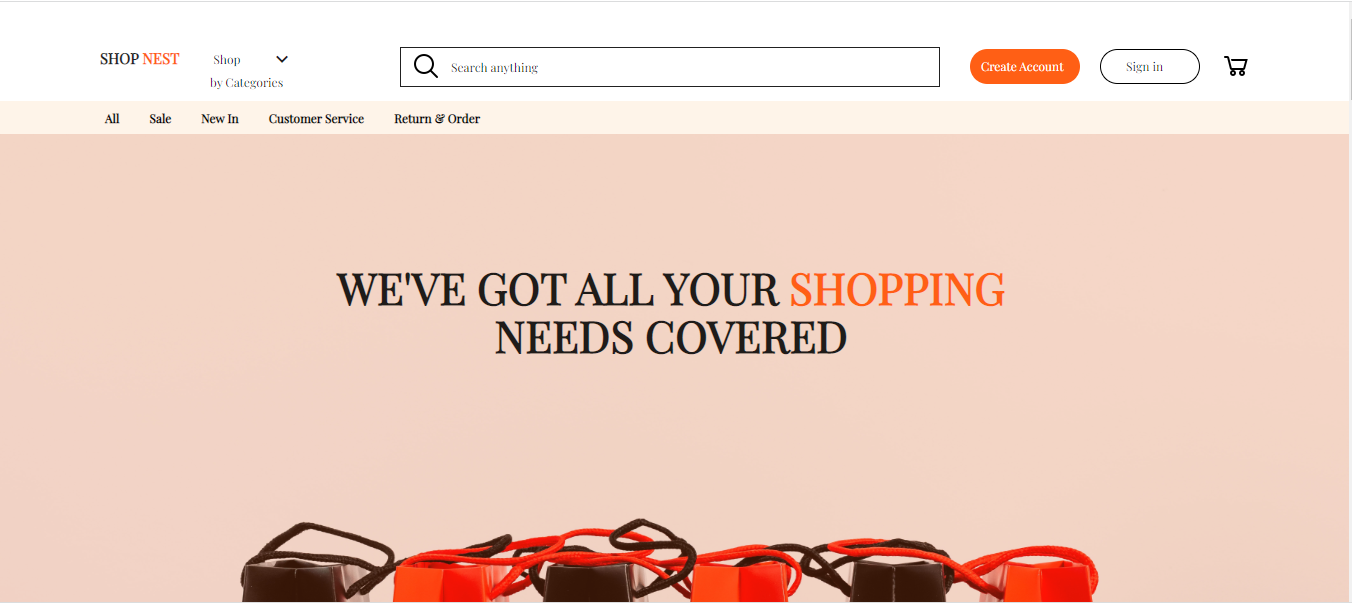 SHOP NEST
Shop
by Categories
Search anything
Create Account
Sign in
All Sale New In Customer Service Return & Order
WE'VE GOT ALL YOUR SHOPPING
NEEDS COVERED